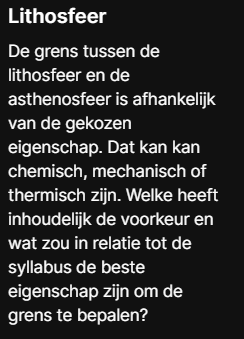 Lithosfeer
De grens tussen de
lithosfeer en de
asthenosfeer is afhankelijk
van de gekozen
eigenschap. Dat kan kan
chemisch, mechanisch of
thermisch zijn. Welke heeft
inhoudelijk de voorkeur en
wat zou in relatie tot de
syllabus de beste
eigenschap zijn om de
grens te bepalen?